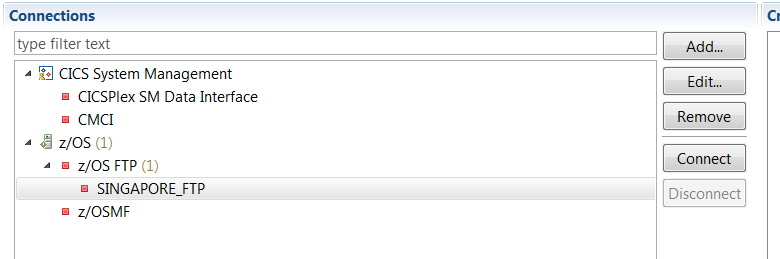 Connections
Cr
type filter text
Add...
CICS System Management
Edit...
CICSPlex SM Data Interface
CMCI
Remove
z/OS (1)
z/OS FTP (1)
Connect
SINGAPORE_FTP
Disconnect
z/OSMF